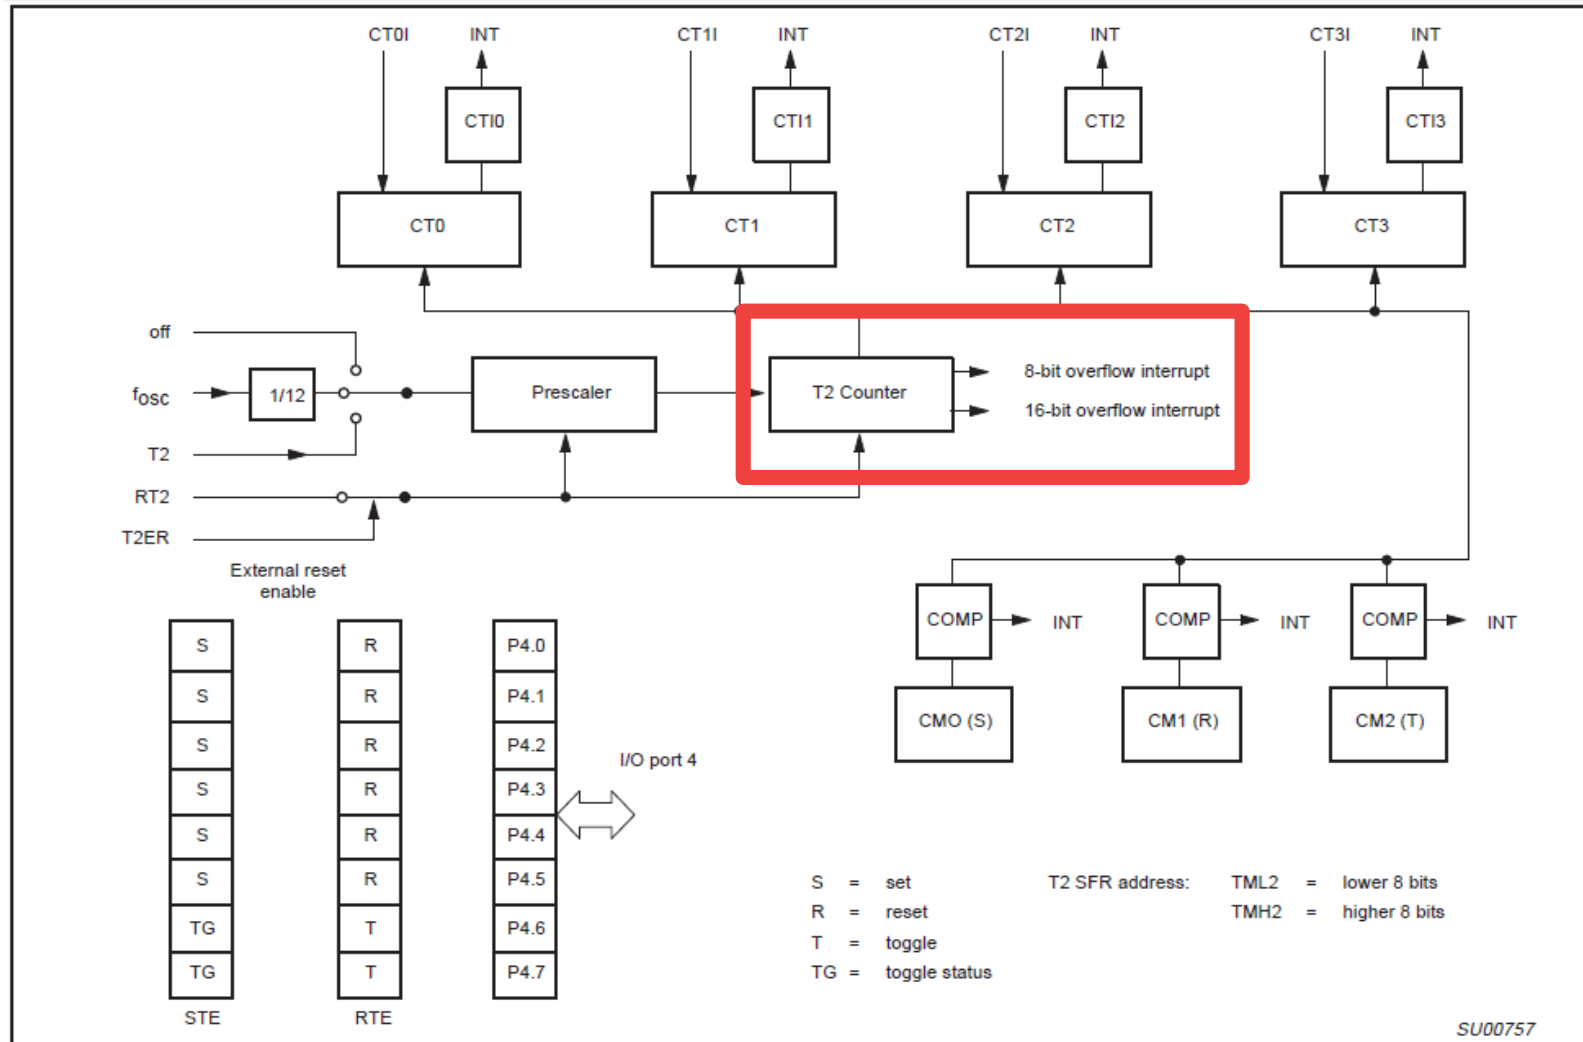 CT0I INT CT1I INT CT2I INT CT3I INT
CTI0 CTI1 CTI2 CTI3
CT0 CT1 CT2 CT3
off
fosc 1/12 Prescaler T2 Counter 8-bit overflow interrupt
16-bit overflow interrupt
T2
RT2
T2ER
External reset
enable
COMP INT COMP INT COMP INT
CMO (S) CM1 (R) CM2 (T)
S R P4.0
S R P4.1
S R P4.2
S R P4.3
S R P4.4
S R P4.5
TG T P4.6
TG T P4.7
STE RTE
I/O port 4
S = set
R = reset
T = toggle
TG = toggle status
T2 SFR address: TML2 = lower 8 bits
TMH2 = higher 8 bits
SU00757